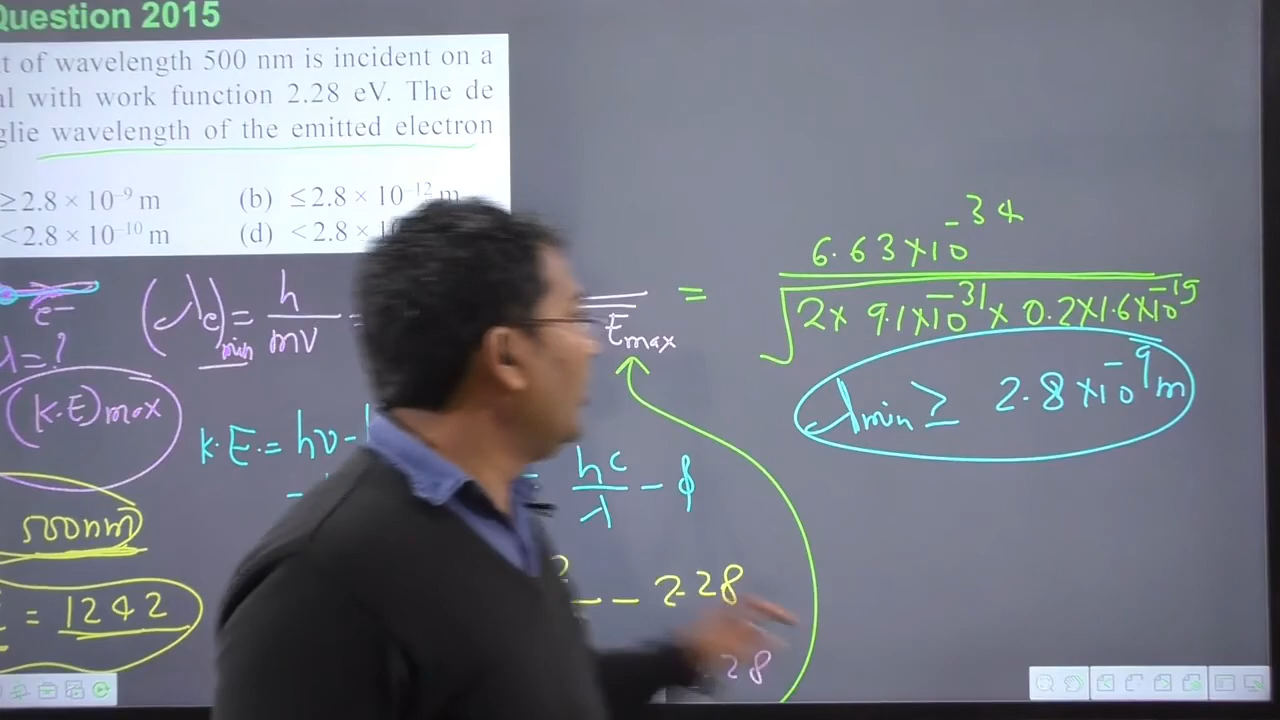 Question 2015
t of wavelength 500 nm is incident on a
al with work function 2.28 eV. The de
glie wavelength of the emitted electron
≥2.8 × 10⁻⁹ m (b) ≤2.8 × 10⁻¹² m
<2.8 × 10⁻¹⁰ m (d) <2.8 ×
e⁻
λ=?
(λe)min = h/mv =
Emax
= 6.63×10⁻³⁴ / √2× 9.1×10⁻³¹× 0.2×1.6×10⁻¹⁹
λmin ≥ 2.8×10⁻⁹m
(K.E)max
K.E.= hν-
= hc/λ - ϕ
500nm
= 1242
- 2.28
28